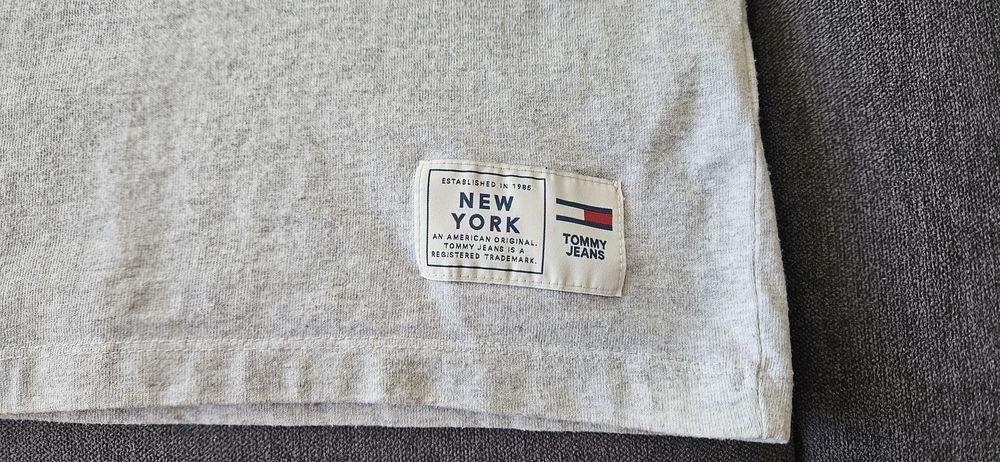 ESTABLISHED IN 1985
NEW
YORK
AN AMERICAN ORIGINAL.
TOMMY JEANS IS A
REGISTERED TRADEMARK.
TOMMY
JEANS